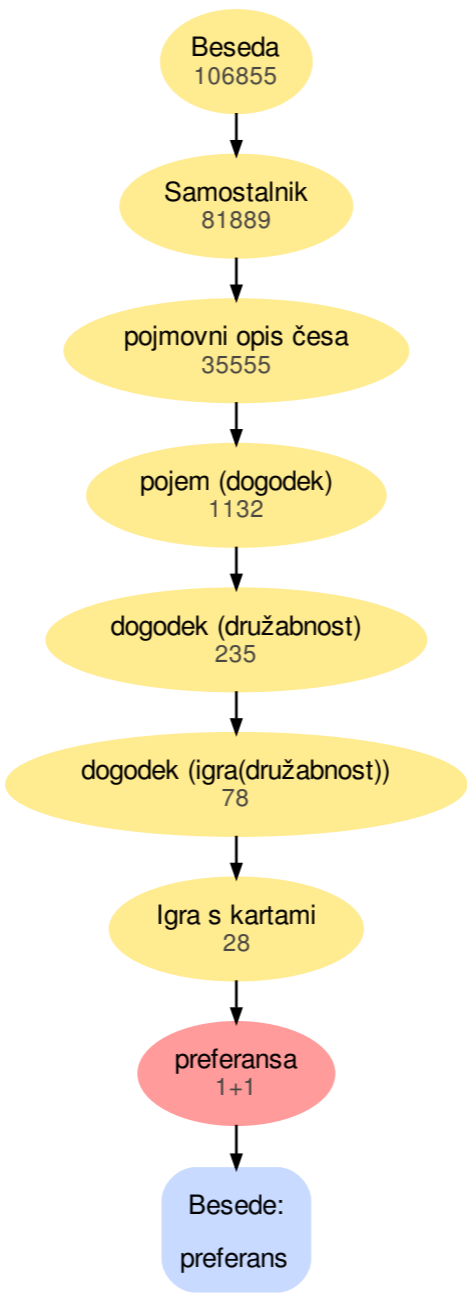 Beseda
106855
Samostalnik
81889
pojmovni opis česa
35555
pojem (dogodek)
1132
dogodek (družabnost)
235
dogodek (igra(družabnost))
78
Igra s kartami
28
preferansa
1+1
Besede:
preferans